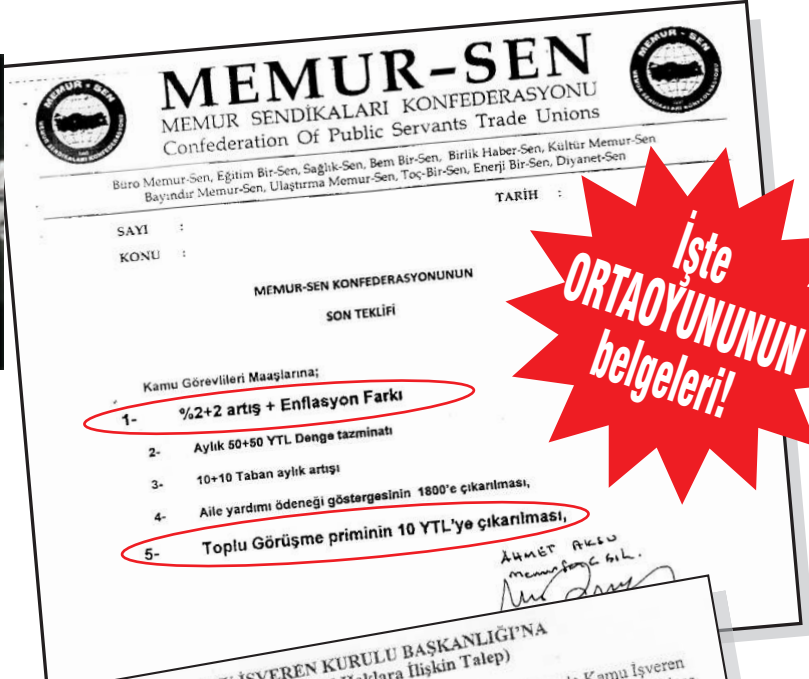 MEMUR-SEN
MEMUR SENDİKALARI KONFEDERASYONU
Confederation Of Public Servants Trade Unions
Büro Memur-Sen, Eğitim Bir-Sen, Sağlık-Sen, Bem Bir-Sen, Birlik Haber-Sen, Kültür Memur-Sen
Bayındır Memur-Sen, Ulaştırma Memur-Sen, Toç-Bir-Sen, Enerji Bir-Sen, Diyanet-Sen
TARİH :
SAYI :
KONU :
MEMUR-SEN KONFEDERASYONUNUN
SON TEKLİFİ
Kamu Görevlileri Maaşlarına;
1- %2+2 artış + Enflasyon Farkı
2- Aylık 50+50 YTL Denge tazminatı
3- 10+10 Taban aylık artışı
4- Aile yardımı ödeneği göstergesinin 1800'e çıkarılması,
5- Toplu Görüşme priminin 10 YTL'ye çıkarılması,
AHMET AKSU
İşte
ORTAOYUNUNUN
belgeleri!
İŞVEREN KURULU BAŞKANLIĞI'NA
Haklara İlişkin Talep)
Kamu İşveren